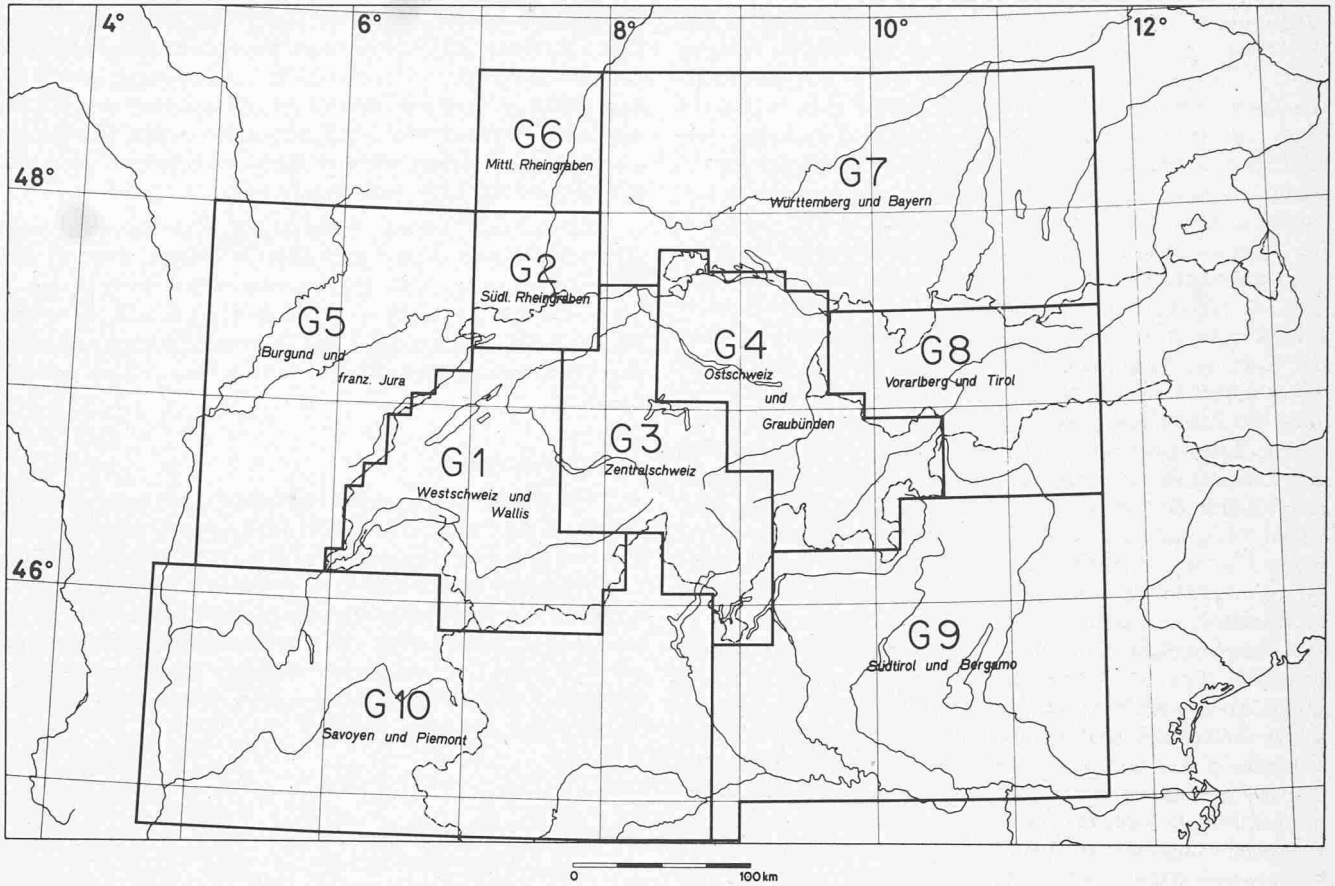 4°
6°
8°
10°
12°
48°
46°
G6
Mittl. Rheingraben
G7
Württemberg und Bayern
G2
Südl. Rheingraben
G5
Burgund und
franz. Jura
G4
Ostschweiz
und
Graubünden
G8
Vorarlberg und Tirol
G3
Zentralschweiz
G1
Westschweiz und
Wallis
G9
Südtirol und Bergamo
G10
Savoyen und Piemont
0 100km